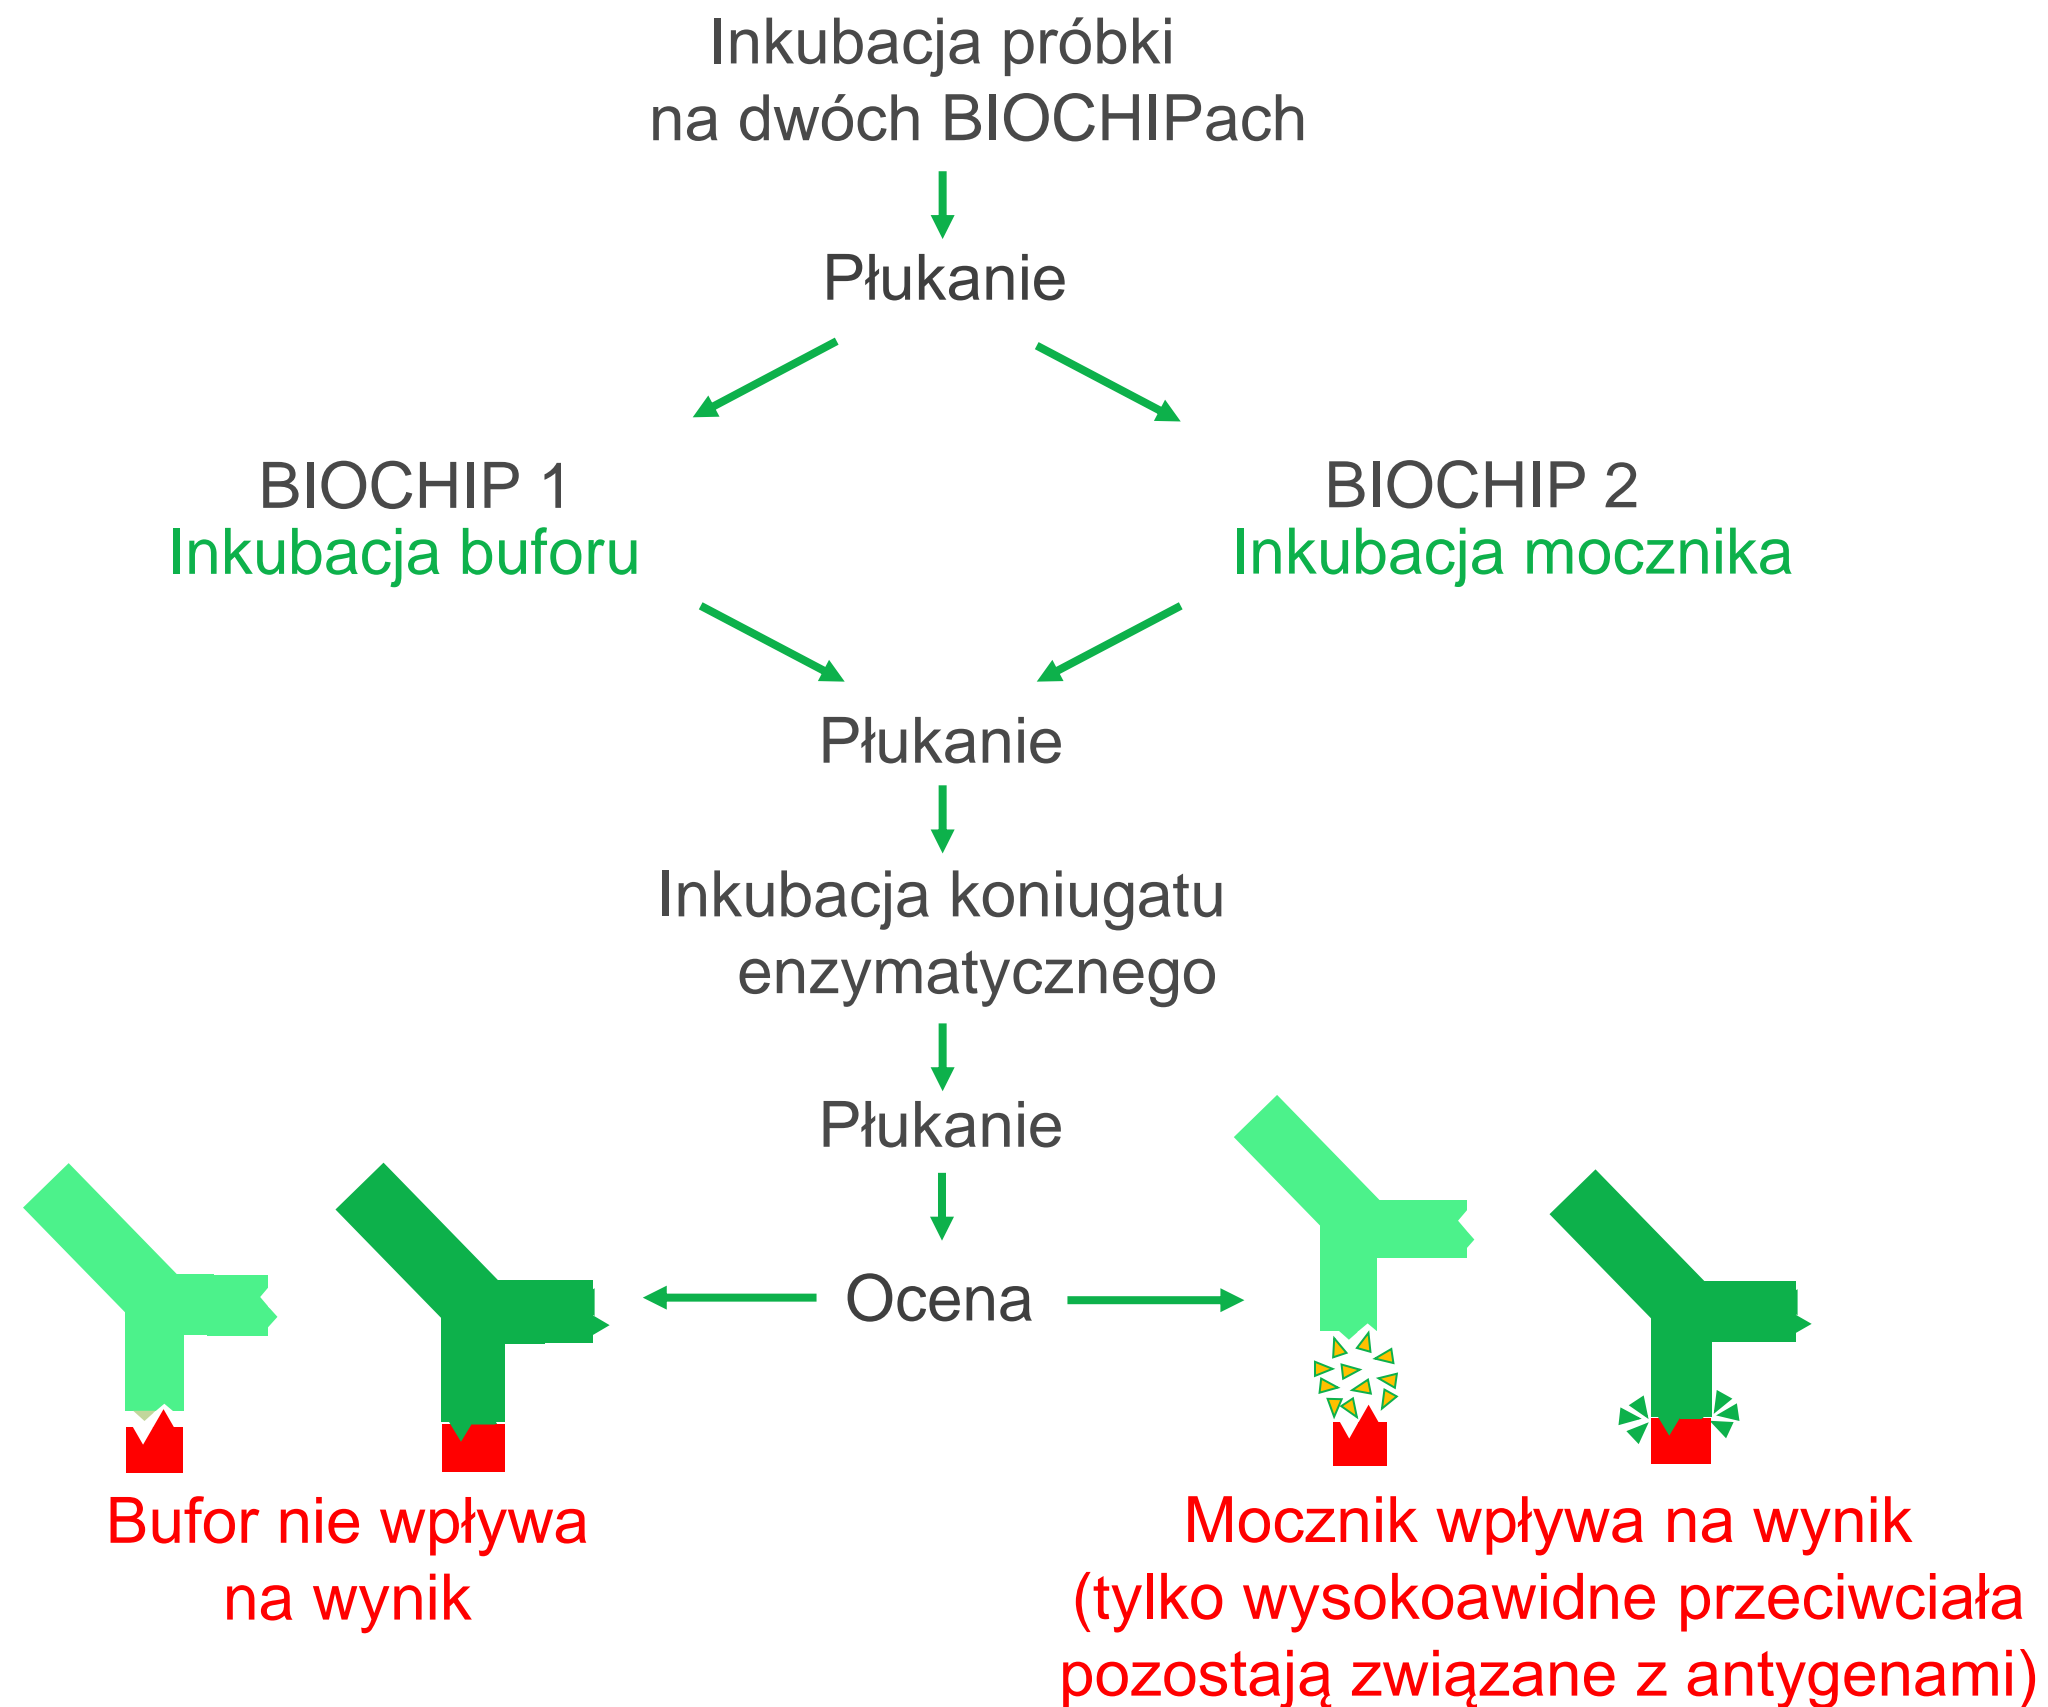 Inkubacja próbki
na dwóch BIOCHIPach
Płukanie
BIOCHIP 1
Inkubacja buforu
BIOCHIP 2
Inkubacja mocznika
Płukanie
Inkubacja koniugatu
enzymatycznego
Płukanie
Ocena
Bufor nie wpływa
na wynik
Mocznik wpływa na wynik
(tylko wysokoawidne przeciwciała
pozostają związane z antygenami)